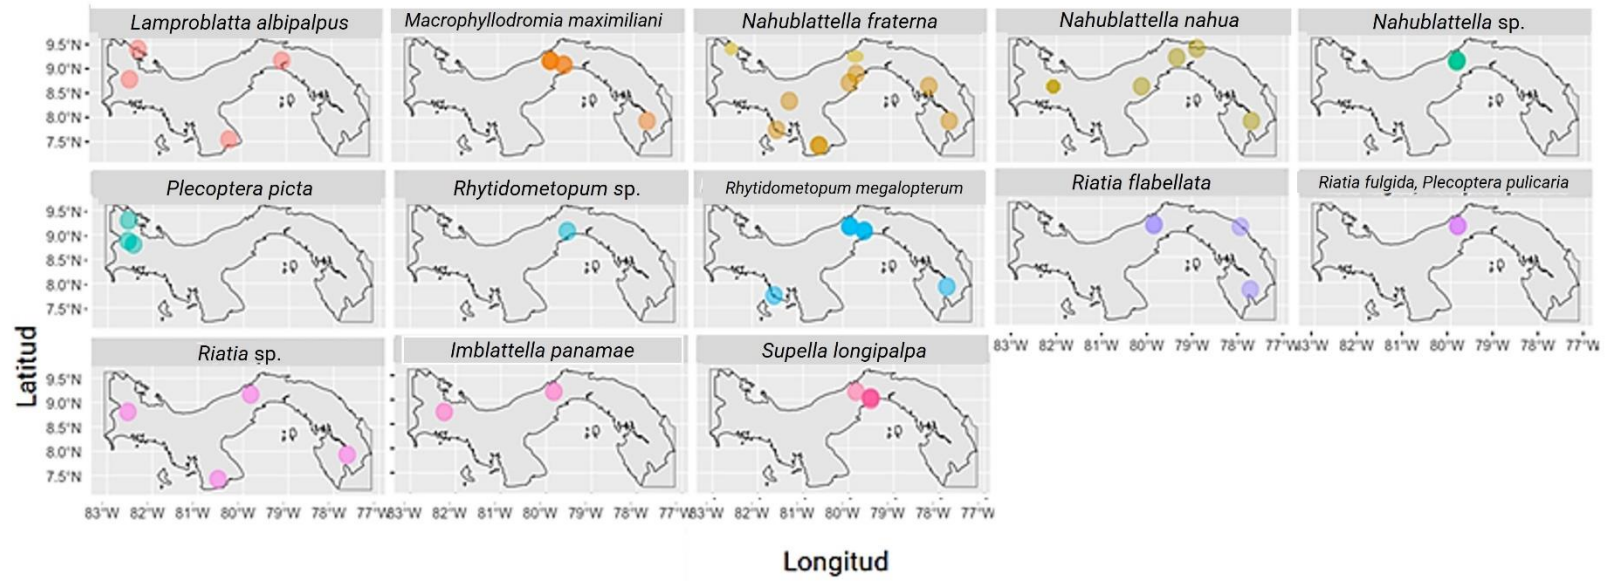 Lamproblatta albipalpus
Macrophyllodromia maximiliani
Nahublattella fraterna
Nahublattella nahua
Nahublattella sp.
9.5°N
9.0°N
8.5°N
8.0°N
7.5°N
Plecoptera picta
Rhytidometopum sp.
Rhytidometopum megalopterum
Riatia flabellata
Riatia fulgida, Plecoptera pulicaria
9.5°N
9.0°N
8.5°N
8.0°N
7.5°N
83°W 82°W 81°W 80°W 79°W 78°W 77°W
83°W 82°W 81°W 80°W 79°W 78°W 77°W
Riatia sp.
Imblattella panamae
Supella longipalpa
9.5°N
9.0°N
8.5°N
8.0°N
7.5°N
83°W 82°W 81°W 80°W 79°W 78°W 77°W
83°W 82°W 81°W 80°W 79°W 78°W 77°W
83°W 82°W 81°W 80°W 79°W 78°W 77°W
Latitud
Longitud